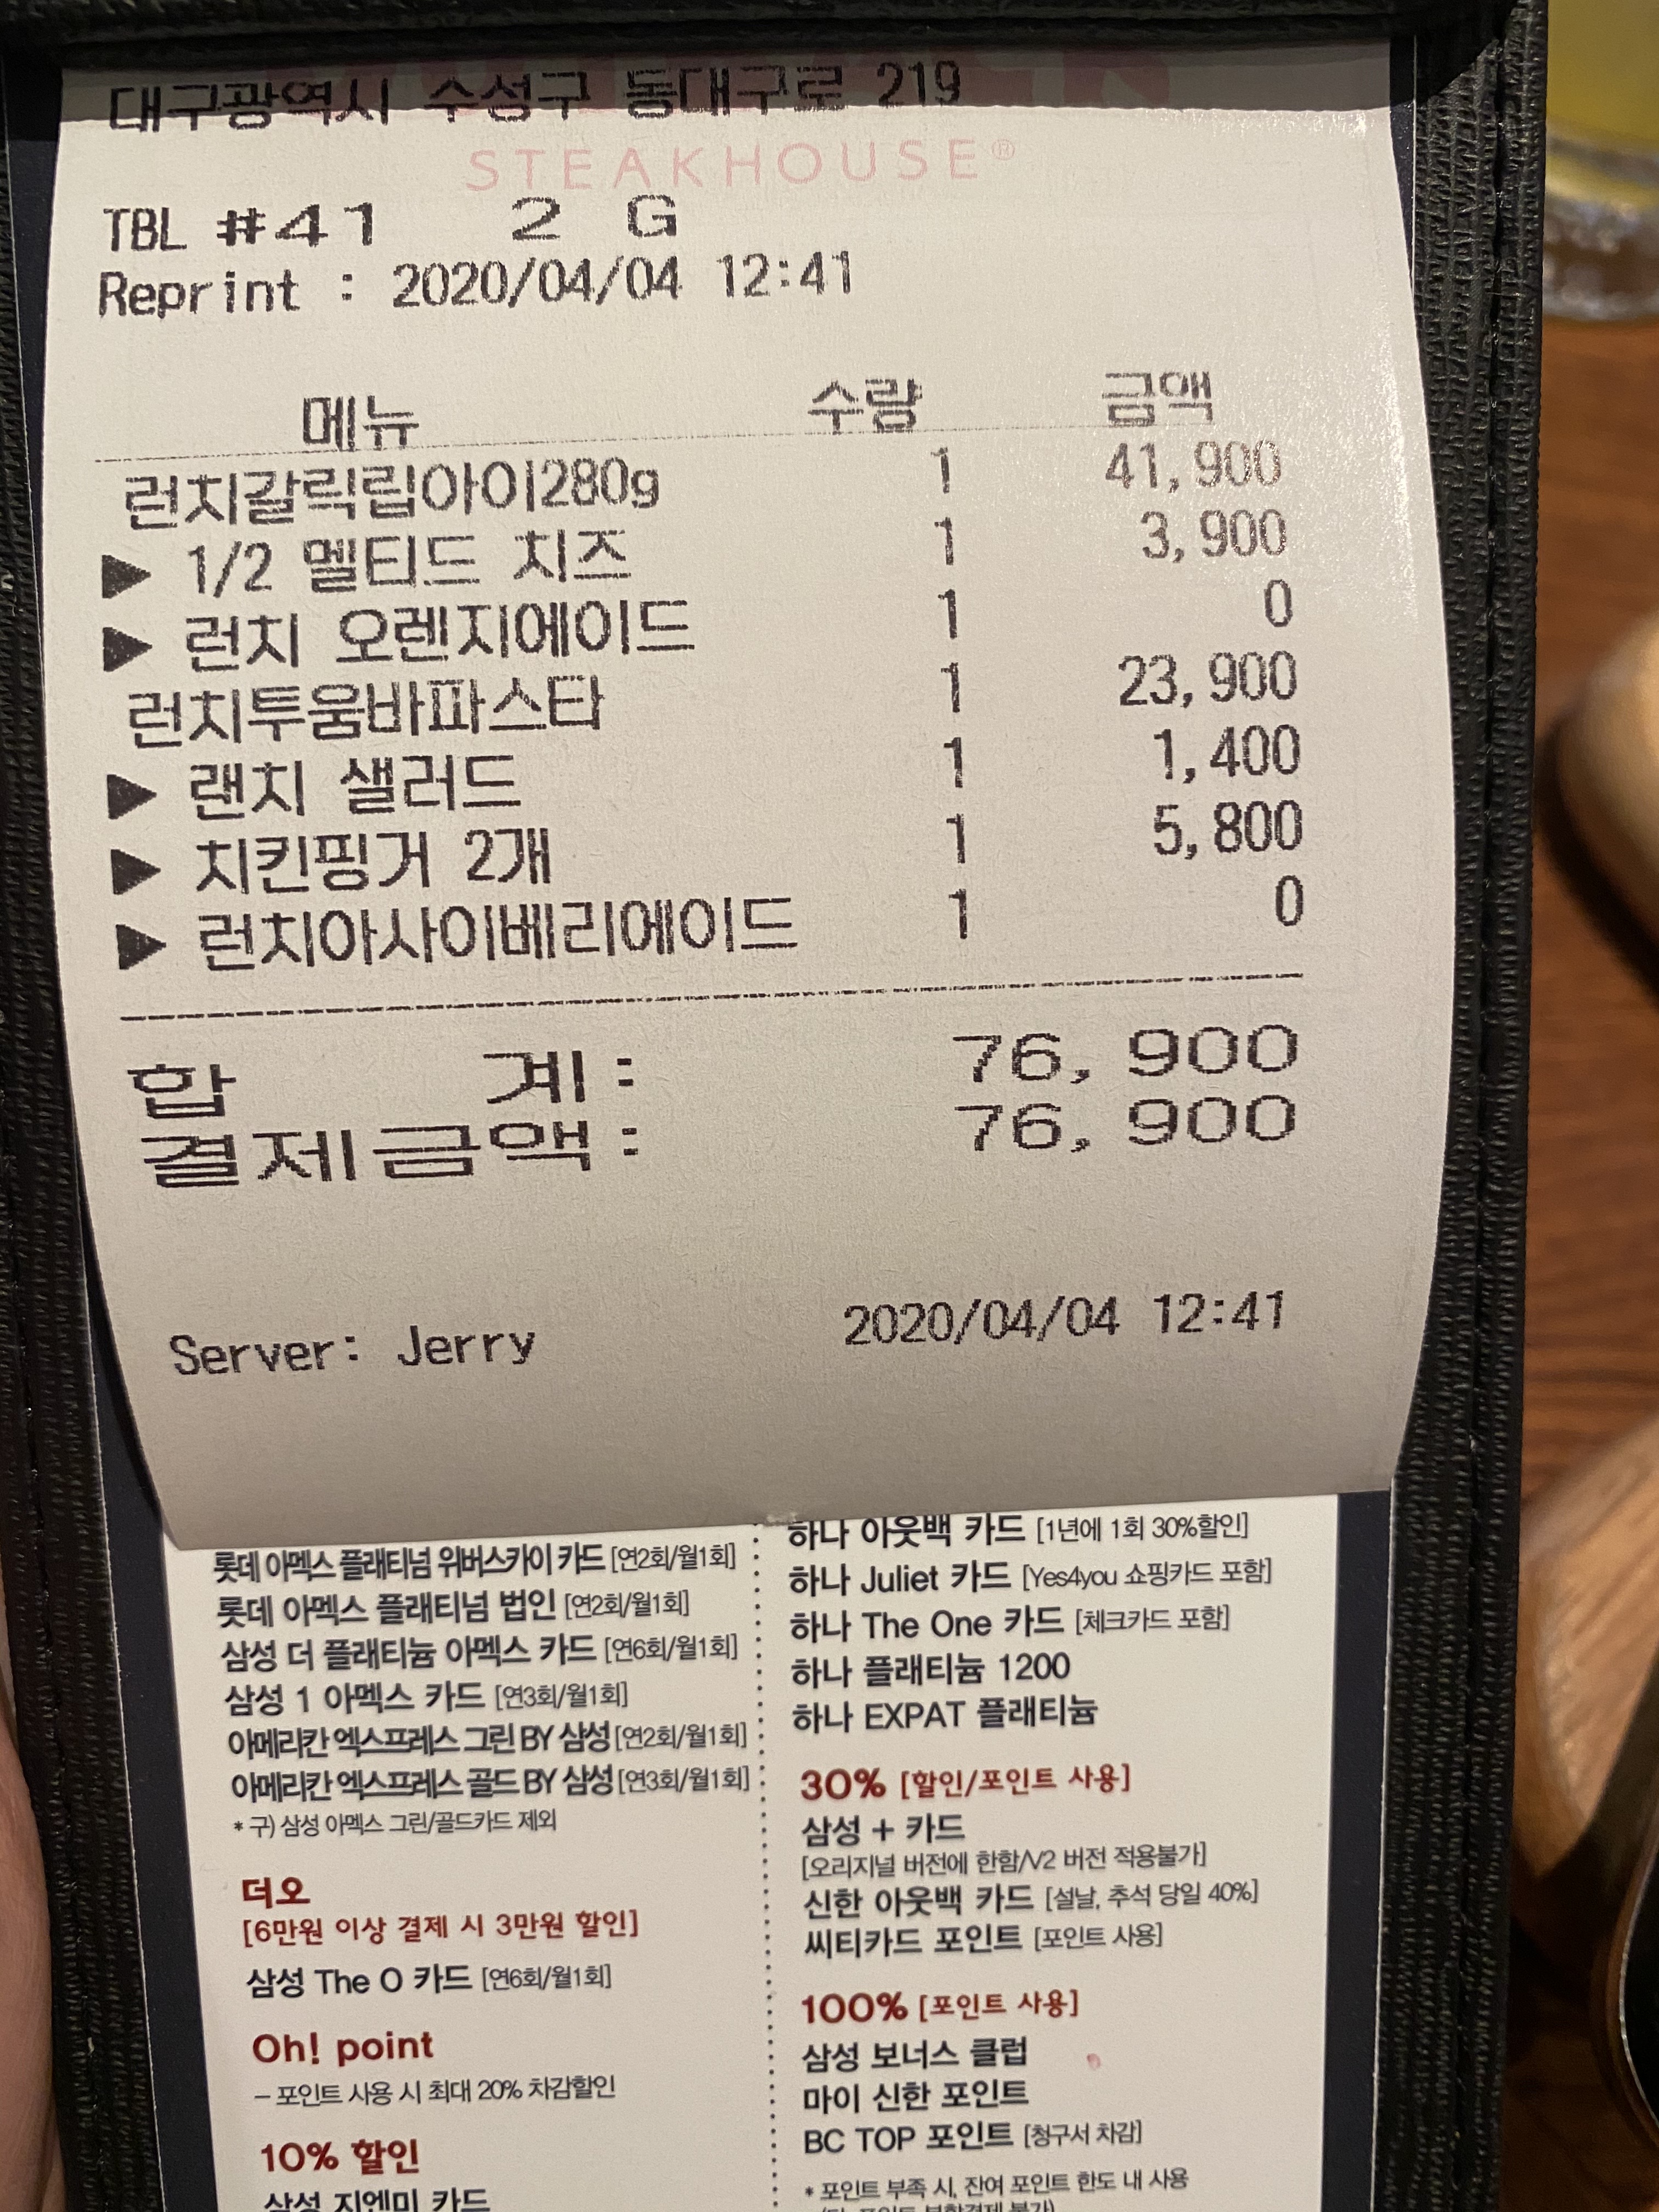 대구광역시 수성구 동대구로 219
STEAKHOUSE®
TBL #41 2 G
Reprint : 2020/04/04 12:41
메뉴 수량 금액
런치갈릭립아이280g 1 41,900
▶ 1/2 멜티드 치즈 1 3,900
▶ 런치 오렌지에이드 1 0
런치투움바파스타 1 23,900
▶ 랜치 샐러드 1 1,400
▶ 치킨핑거 2개 1 5,800
▶ 런치아사이베리에이드 1 0
합 계: 76,900
결제금액: 76,900
Server: Jerry 2020/04/04 12:41
롯데 아멕스 플래티넘 위버스카이 카드 [연2회/월1회]
롯데 아멕스 플래티넘 법인 [연2회/월1회]
삼성 더 플래티늄 아멕스 카드 [연6회/월1회]
삼성 1 아멕스 카드 [연3회/월1회]
아메리칸 엑스프레스 그린 BY 삼성 [연2회/월1회]
아메리칸 엑스프레스 골드 BY 삼성 [연3회/월1회]
* 구) 삼성 아멕스 그린/골드카드 제외
더오
[6만원 이상 결제 시 3만원 할인]
삼성 The O 카드 [연6회/월1회]
Oh! point
– 포인트 사용 시 최대 20% 차감할인
10% 할인
삼성 지엔미 카드
하나 아웃백 카드 [1년에 1회 30%할인]
하나 Juliet 카드 [Yes4you 쇼핑카드 포함]
하나 The One 카드 [체크카드 포함]
하나 플래티늄 1200
하나 EXPAT 플래티늄
30% [할인/포인트 사용]
삼성 + 카드
[오리지널 버전에 한함/V2 버전 적용불가]
신한 아웃백 카드 [설날, 추석 당일 40%]
씨티카드 포인트 [포인트 사용]
100% [포인트 사용]
삼성 보너스 클럽
마이 신한 포인트
BC TOP 포인트 [청구서 차감]
* 포인트 부족 시, 잔여 포인트 한도 내 사용